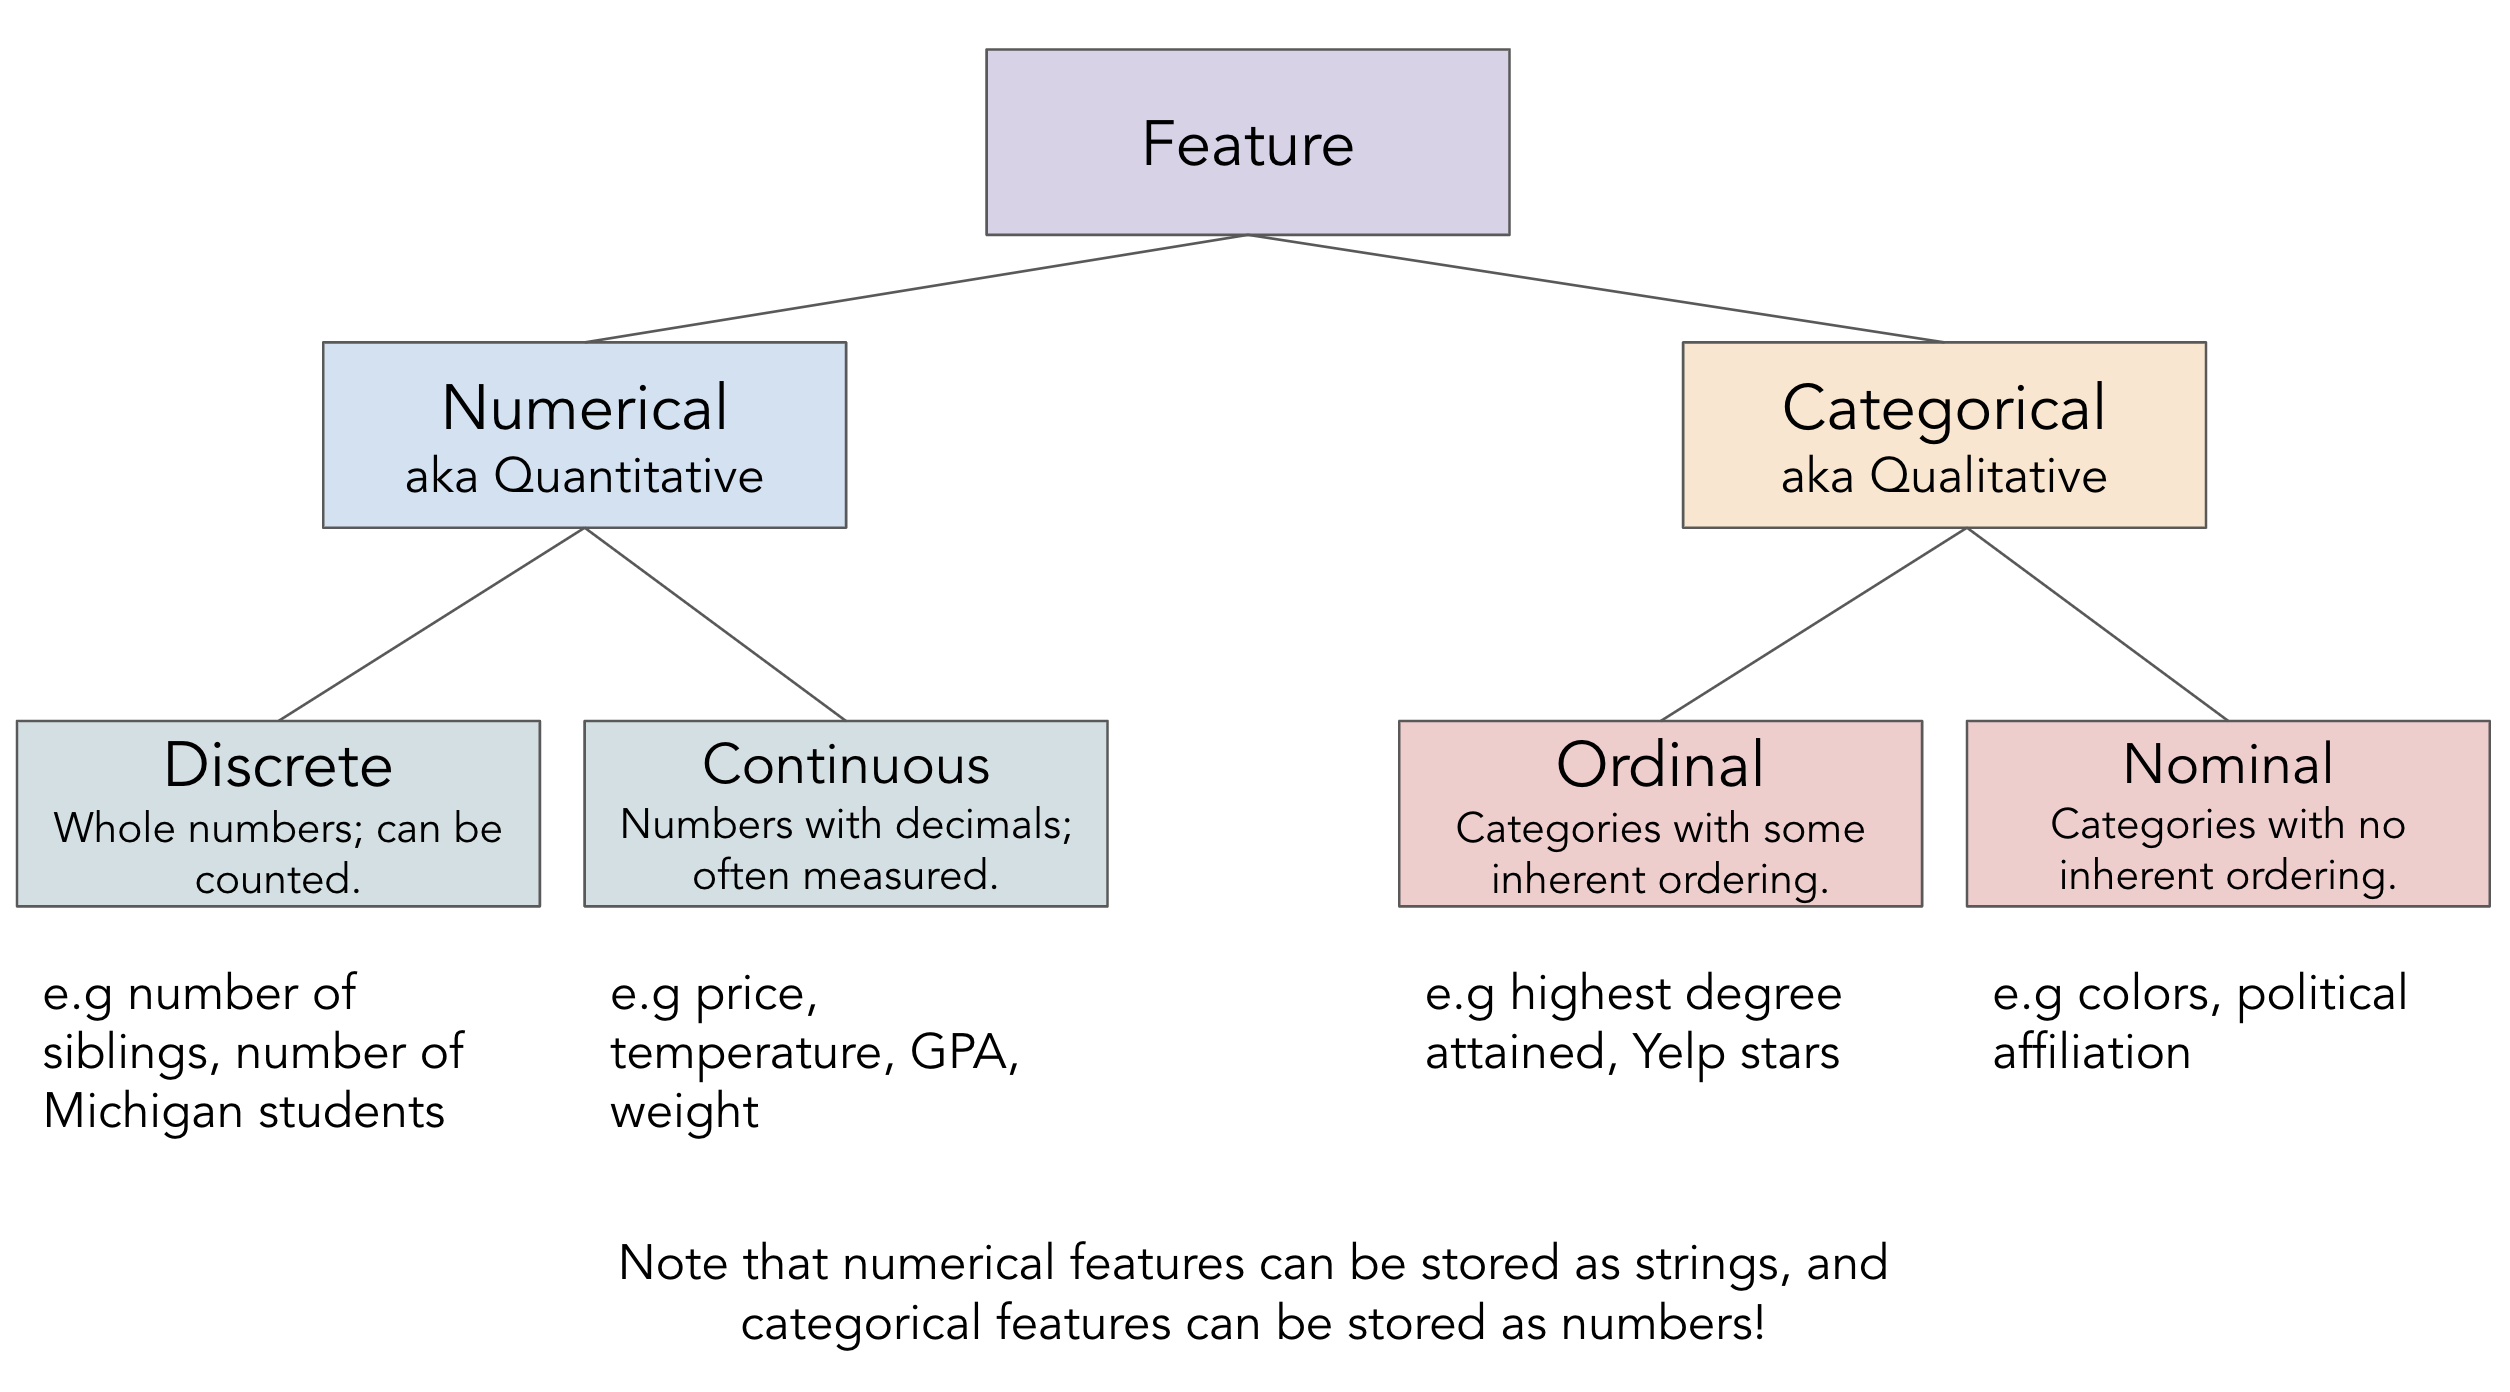 Feature
Numerical
aka Quantitative
Categorical
aka Qualitative
Discrete
Whole numbers; can be
counted.
Continuous
Numbers with decimals;
often measured.
Ordinal
Categories with some
inherent ordering.
Nominal
Categories with no
inherent ordering.
e.g number of
siblings, number of
Michigan students
e.g price,
temperature, GPA,
weight
e.g highest degree
attained, Yelp stars
e.g colors, political
affiliation
Note that numerical features can be stored as strings, and
categorical features can be stored as numbers!